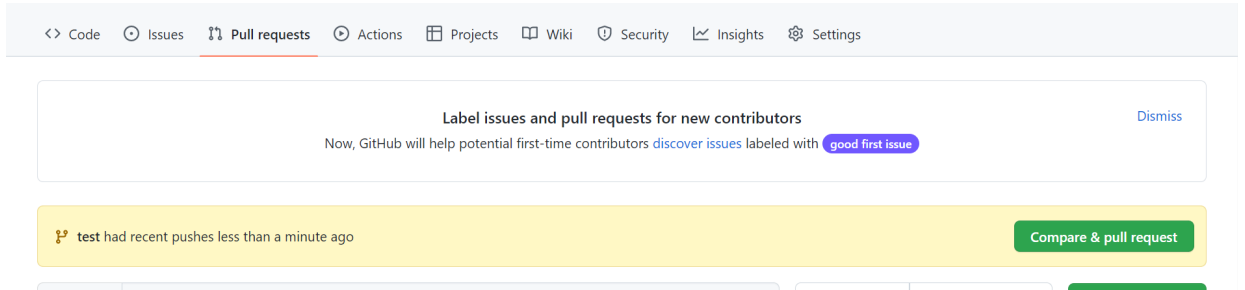 Code Issues Pull requests Actions Projects Wiki Security Insights Settings
Label issues and pull requests for new contributors
Dismiss
Now, GitHub will help potential first-time contributors discover issues labeled with good first issue
test had recent pushes less than a minute ago
Compare & pull request